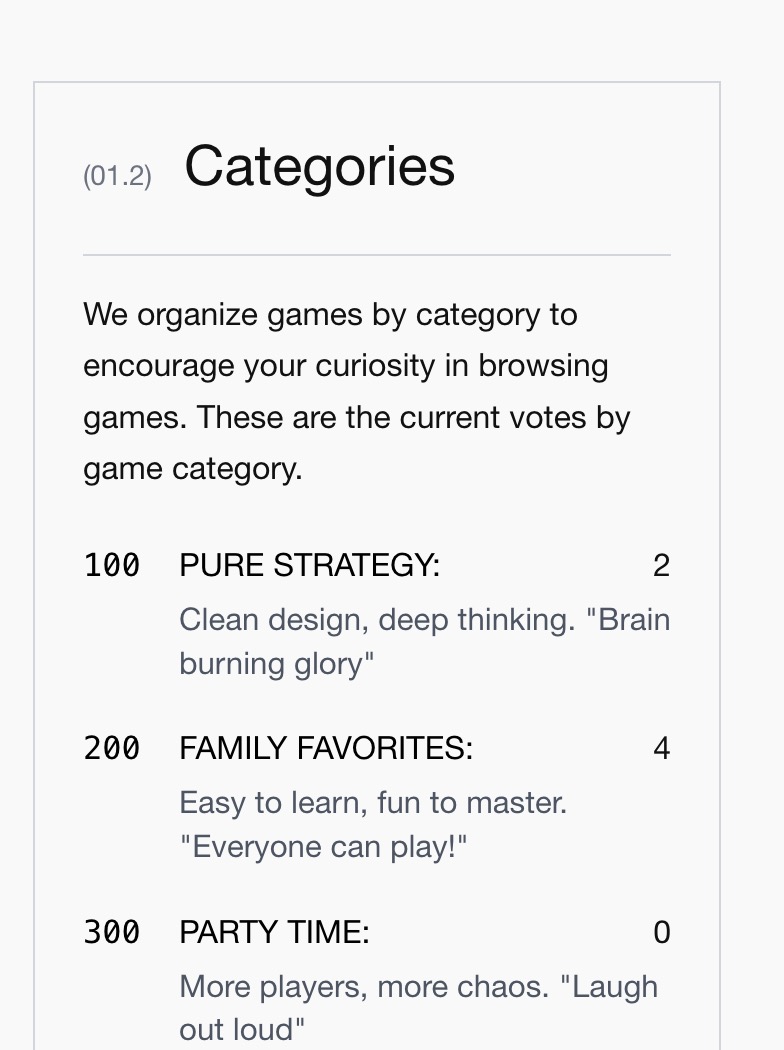 (01.2) Categories
We organize games by category to
encourage your curiosity in browsing
games. These are the current votes by
game category.
100 PURE STRATEGY: 2
Clean design, deep thinking. "Brain
burning glory"
200 FAMILY FAVORITES: 4
Easy to learn, fun to master.
"Everyone can play!"
300 PARTY TIME: 0
More players, more chaos. "Laugh
out loud"